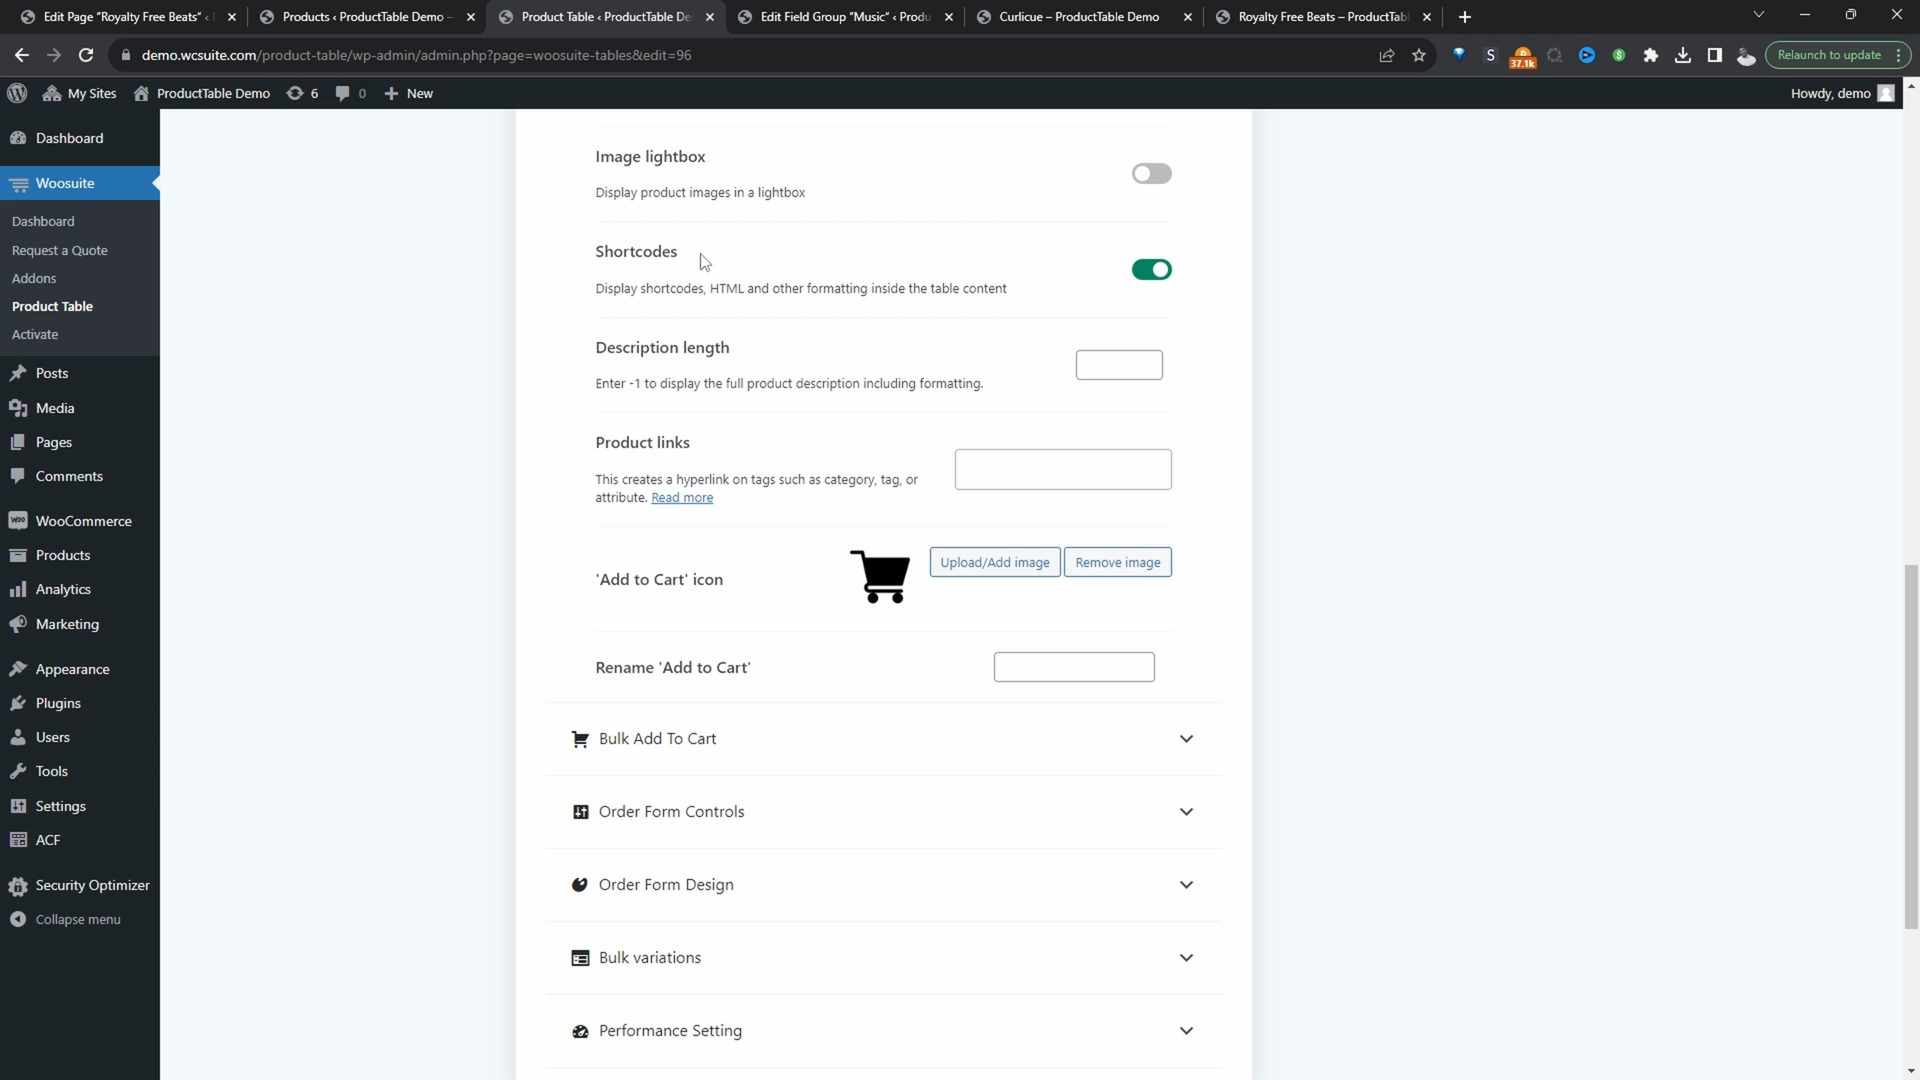 Edit Page "Royalty Free Beats" ‹
Products ‹ ProductTable Demo –
Product Table ‹ ProductTable De
Edit Field Group "Music" ‹ Produ
Curlicue – ProductTable Demo
Royalty Free Beats – ProductTab
demo.wcsuite.com/product-table/wp-admin/admin.php?page=woosuite-tables&edit=96
S
37.1k
Relaunch to update
My Sites
ProductTable Demo
6
0
New
Howdy, demo
Dashboard
Woosuite
Dashboard
Request a Quote
Addons
Product Table
Activate
Posts
Media
Pages
Comments
WooCommerce
Products
Analytics
Marketing
Appearance
Plugins
Users
Tools
Settings
ACF
Security Optimizer
Collapse menu
Image lightbox
Display product images in a lightbox
Shortcodes
Display shortcodes, HTML and other formatting inside the table content
Description length
Enter -1 to display the full product description including formatting.
Product links
This creates a hyperlink on tags such as category, tag, or
attribute. Read more
'Add to Cart' icon
Upload/Add image
Remove image
Rename 'Add to Cart'
Bulk Add To Cart
Order Form Controls
Order Form Design
Bulk variations
Performance Setting